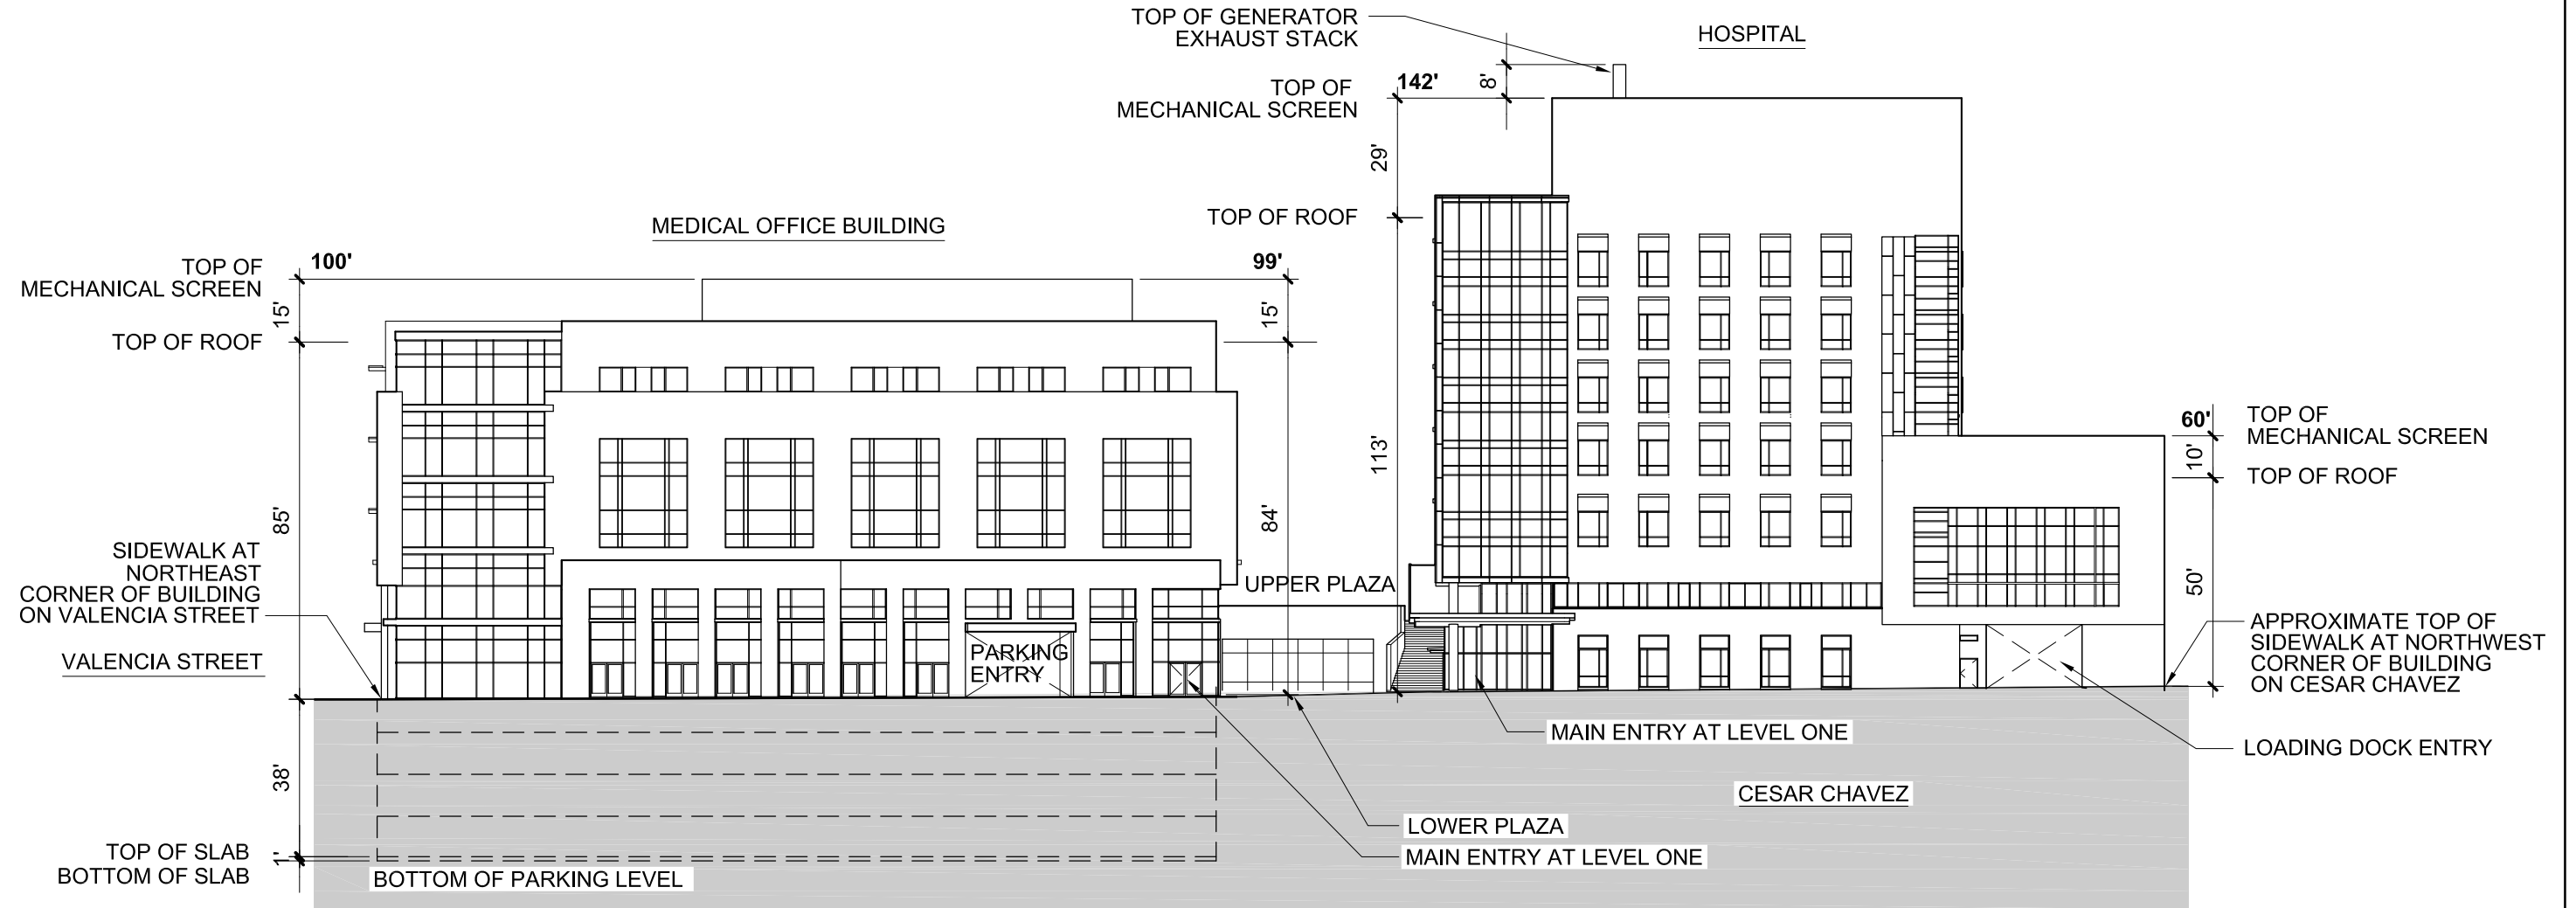 TOP OF GENERATOR
EXHAUST STACK
HOSPITAL
142'
8'
TOP OF
MECHANICAL SCREEN
29'
TOP OF ROOF
113'
MEDICAL OFFICE BUILDING
TOP OF
MECHANICAL SCREEN
100'
99'
15'
15'
TOP OF ROOF
85'
84'
SIDEWALK AT
NORTHEAST
CORNER OF BUILDING
ON VALENCIA STREET
VALENCIA STREET
PARKING
ENTRY
UPPER PLAZA
60'
TOP OF
MECHANICAL SCREEN
10'
TOP OF ROOF
50'
APPROXIMATE TOP OF
SIDEWALK AT NORTHWEST
CORNER OF BUILDING
ON CESAR CHAVEZ
LOADING DOCK ENTRY
MAIN ENTRY AT LEVEL ONE
CESAR CHAVEZ
LOWER PLAZA
MAIN ENTRY AT LEVEL ONE
38'
TOP OF SLAB
1'
BOTTOM OF SLAB
BOTTOM OF PARKING LEVEL